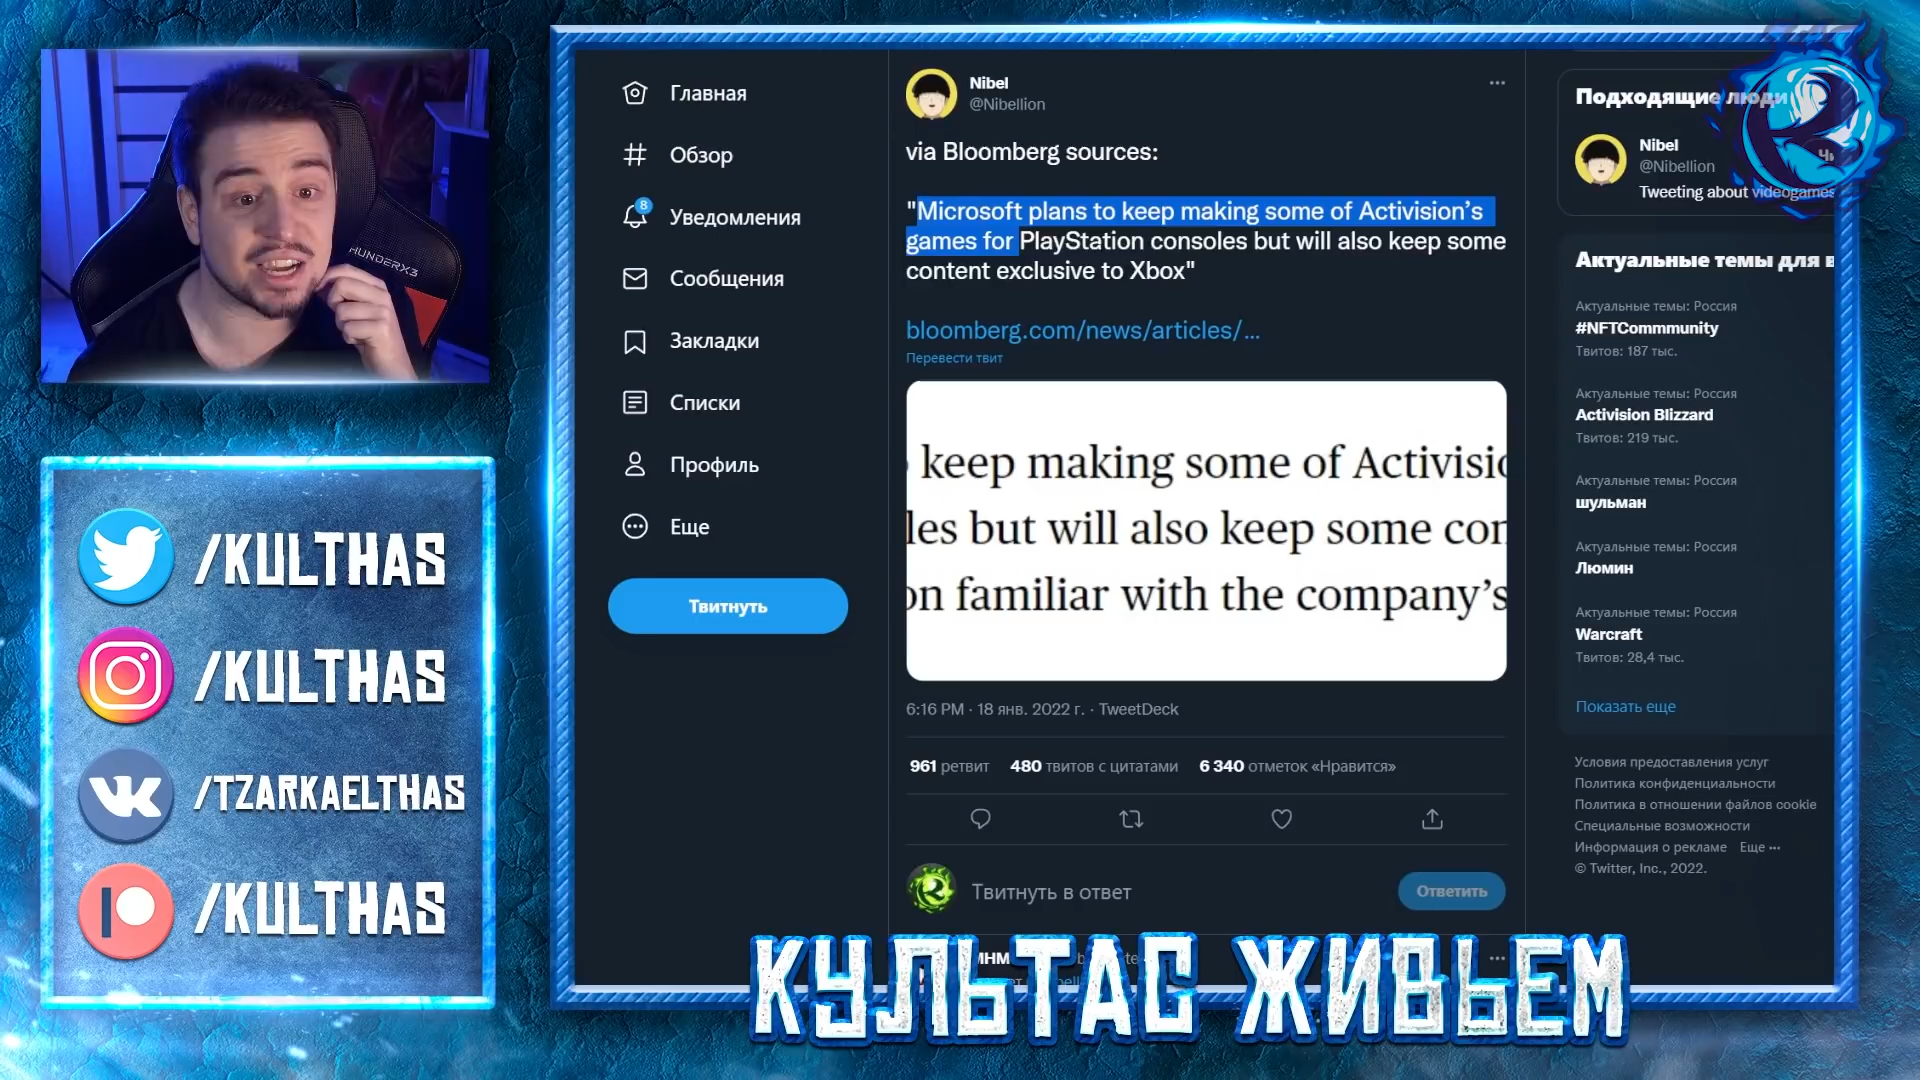 HUNDERX3
/KULTHAS
/KULTHAS
/TZARKAELTHAS
/KULTHAS
Главная
Обзор
8
Уведомления
Сообщения
Закладки
Списки
Профиль
Еще
Твитнуть
Nibel
@Nibellion
via Bloomberg sources:
"Microsoft plans to keep making some of Activision’s
games for PlayStation consoles but will also keep some
content exclusive to Xbox"
bloomberg.com/news/articles/…
Перевести твит
keep making some of Activisio
les but will also keep some con
on familiar with the company’s
6:16 PM · 18 янв. 2022 г. · TweetDeck
961 ретвит 480 твитов с цитатами 6 340 отметок «Нравится»
Твитнуть в ответ
Ответить
Подходящие люди
Nibel
@Nibellion
Tweeting about videogames
Актуальные темы для в
Актуальные темы: Россия
#NFTCommmunity
Твитов: 187 тыс.
Актуальные темы: Россия
Activision Blizzard
Твитов: 219 тыс.
Актуальные темы: Россия
шульман
Актуальные темы: Россия
Люмин
Актуальные темы: Россия
Warcraft
Твитов: 28,4 тыс.
Показать еще
Условия предоставления услуг
Политика конфиденциальности
Политика в отношении файлов cookie
Специальные возможности
Информация о рекламе Еще ···
© Twitter, Inc., 2022.
КУЛЬТАС ЖИВЬЕМ